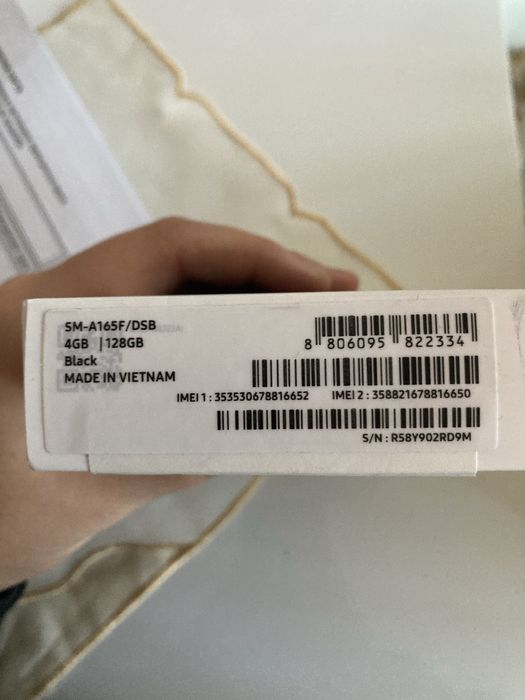 SM-A165F/DSB
4GB | 128GB
Black
MADE IN VIETNAM
8 806095 822334
IMEI 1 : 353530678816652 IMEI 2 : 358821678816650
S/N : R58Y902RD9M